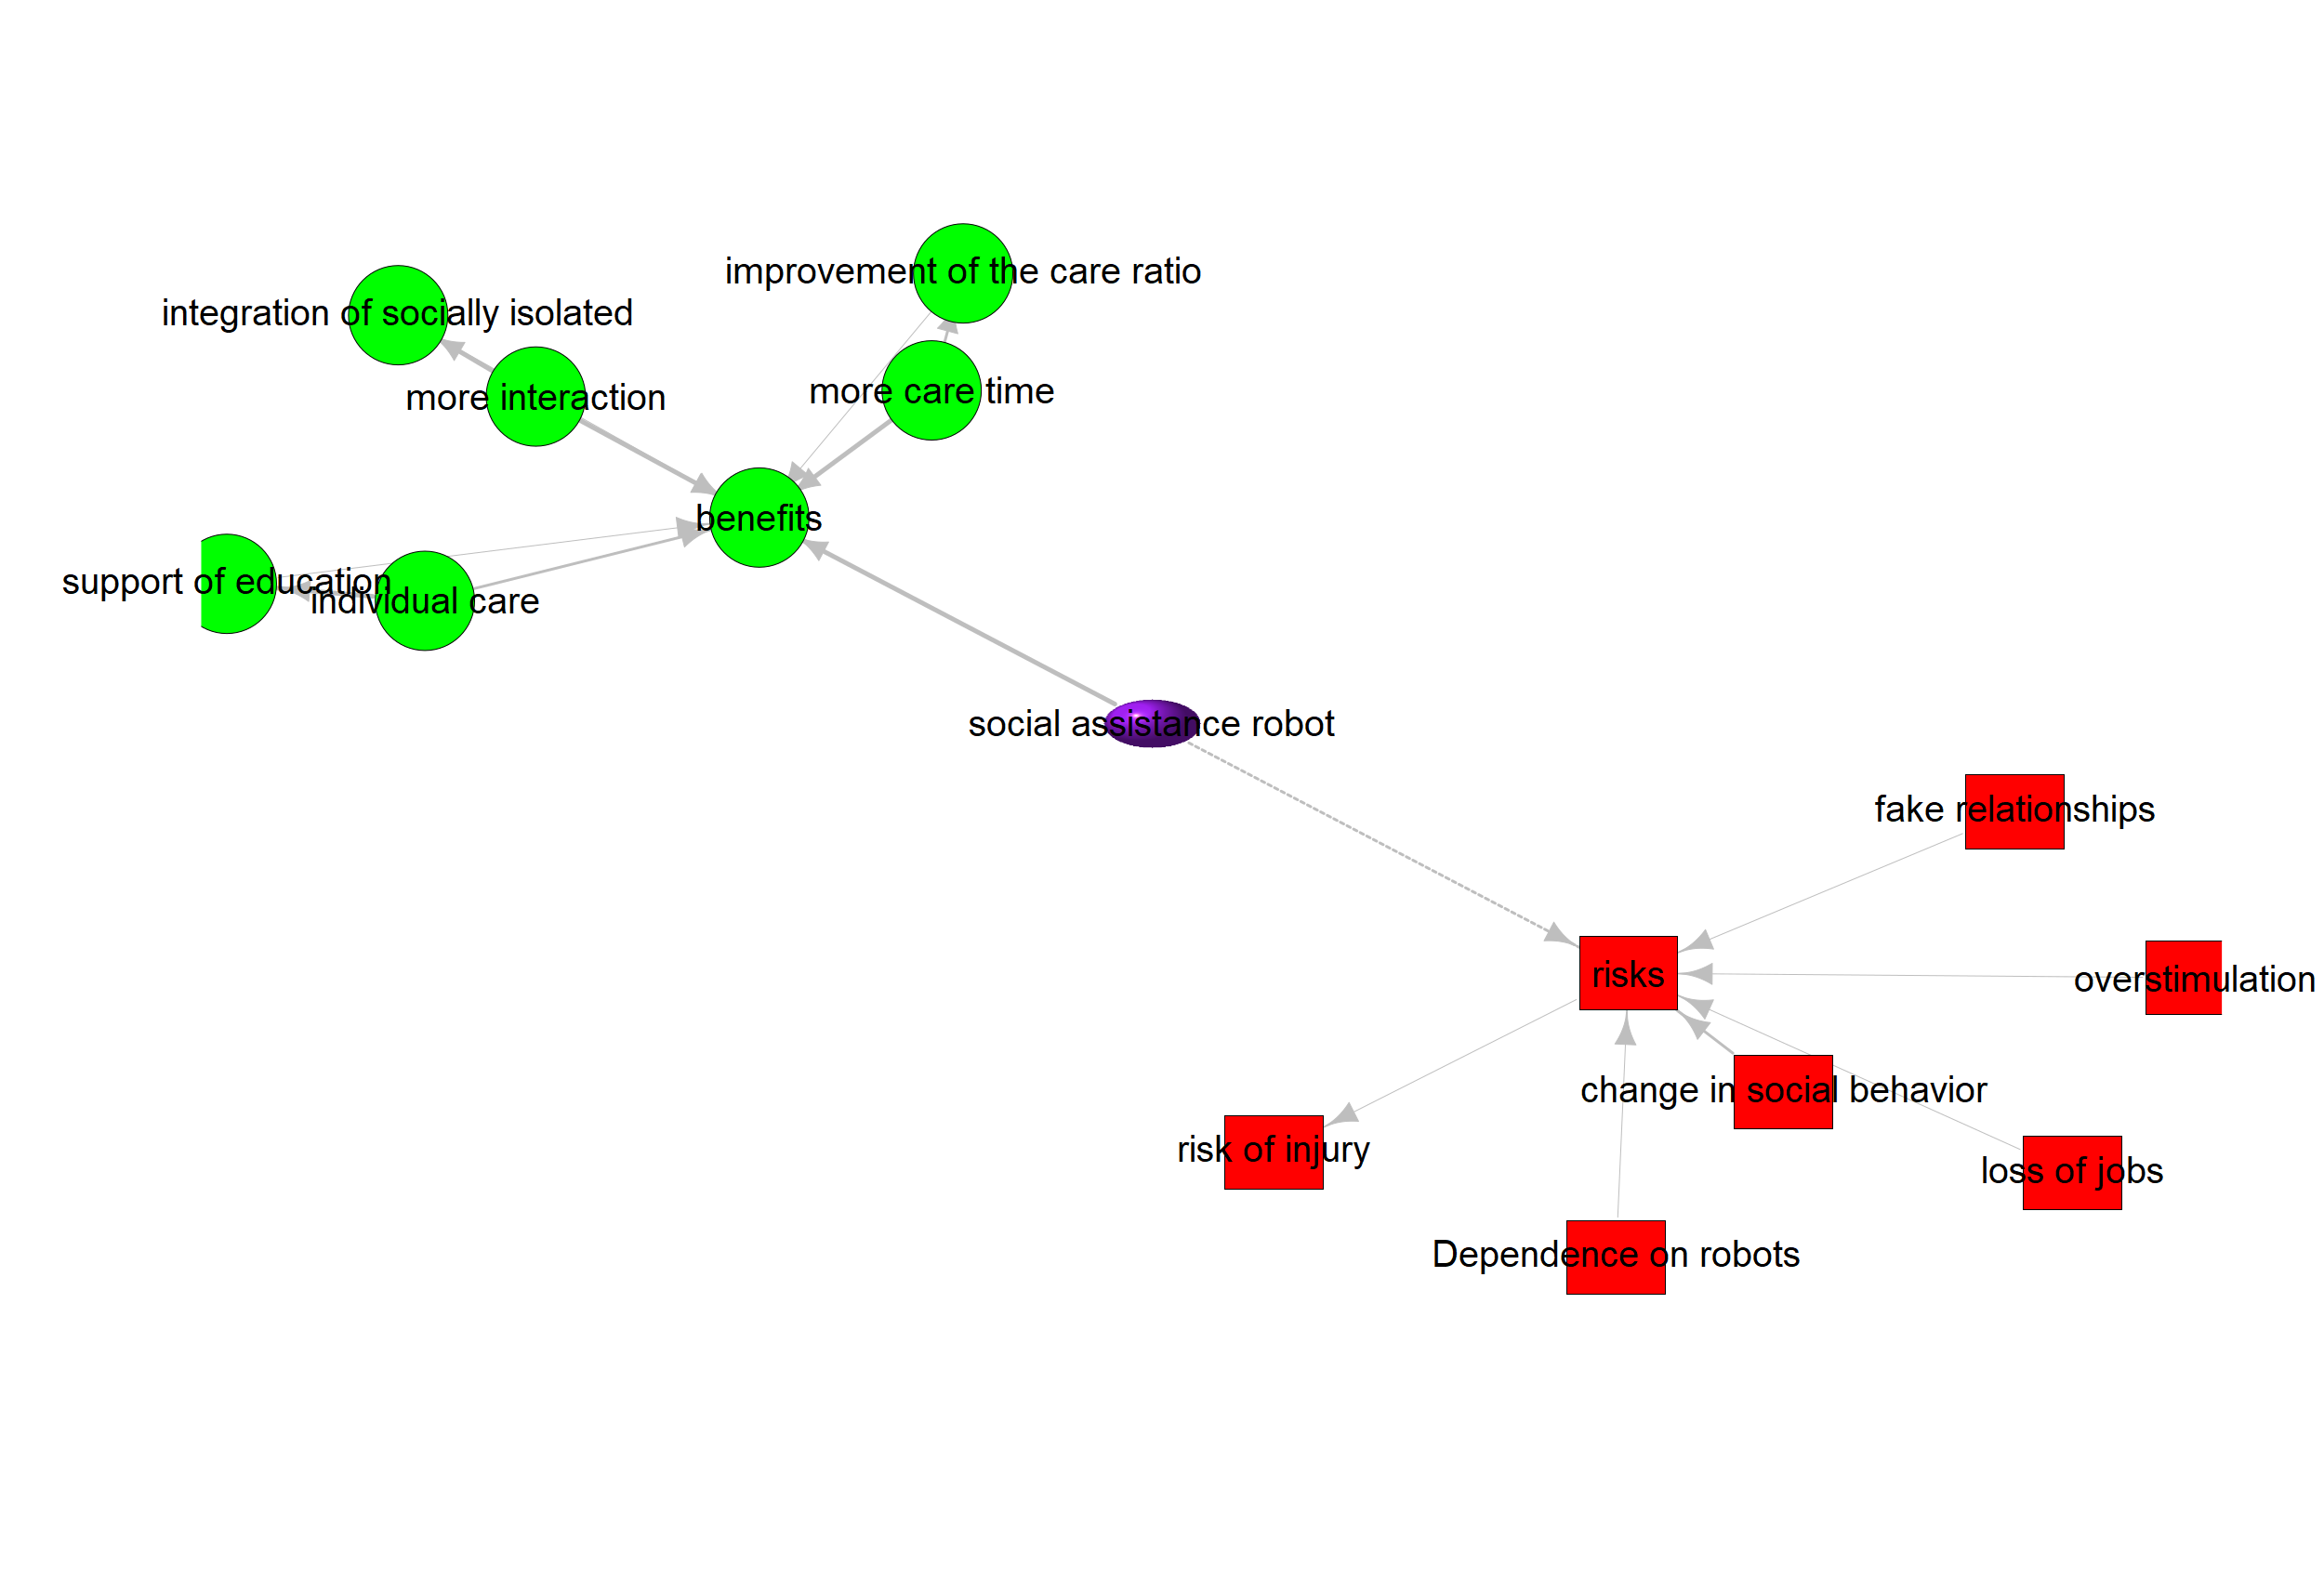 improvement of the care ratio
integration of socially isolated
more care time
more interaction
benefits
support of education
individual care
social assistance robot
fake relationships
risks
overstimulation
change in social behavior
risk of injury
loss of jobs
Dependence on robots